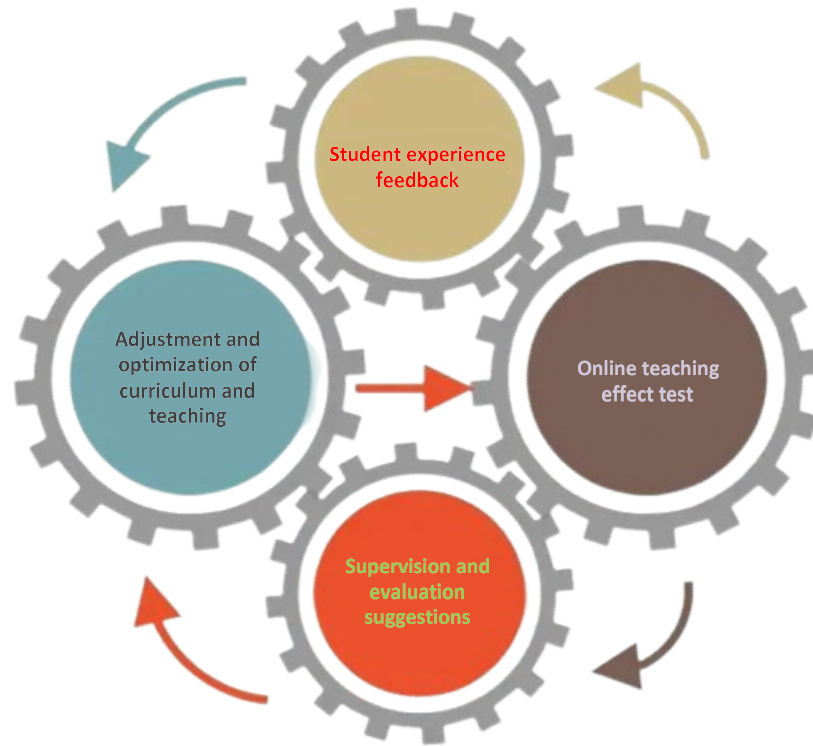 Student experience
feedback
Adjustment and
optimization of
curriculum and
teaching
Online teaching
effect test
Supervision and
evaluation
suggestions